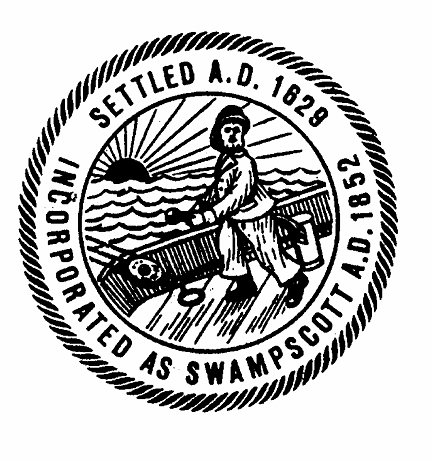 SETTLED A.D. 1629
INCORPORATED AS SWAMPSCOTT A.D. 1852